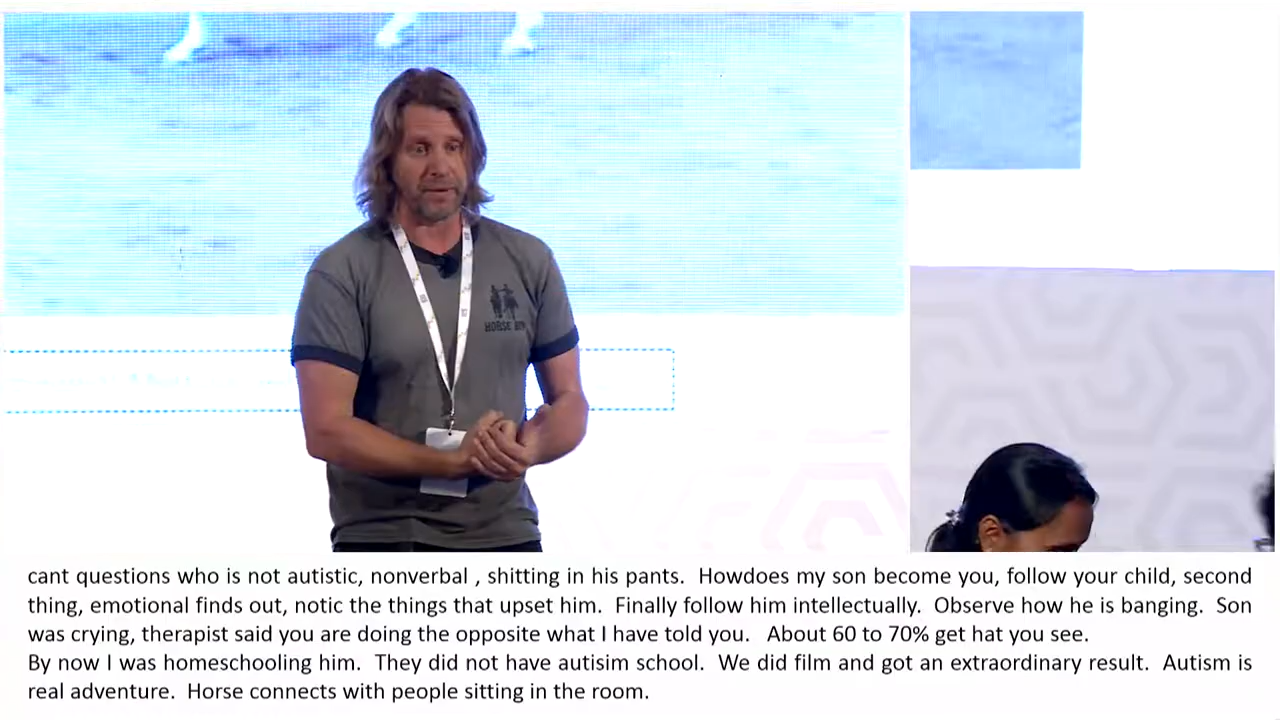 HORSE BOY
cant questions who is not autistic, nonverbal , shitting in his pants.  Howdoes my son become you, follow your child, second
thing, emotional finds out, notic the things that upset him.  Finally follow him intellectually.  Observe how he is banging.  Son
was crying, therapist said you are doing the opposite what I have told you.   About 60 to 70% get hat you see.
By now I was homeschooling him.  They did not have autisim school.  We did film and got an extraordinary result.  Autism is
real adventure.  Horse connects with people sitting in the room.